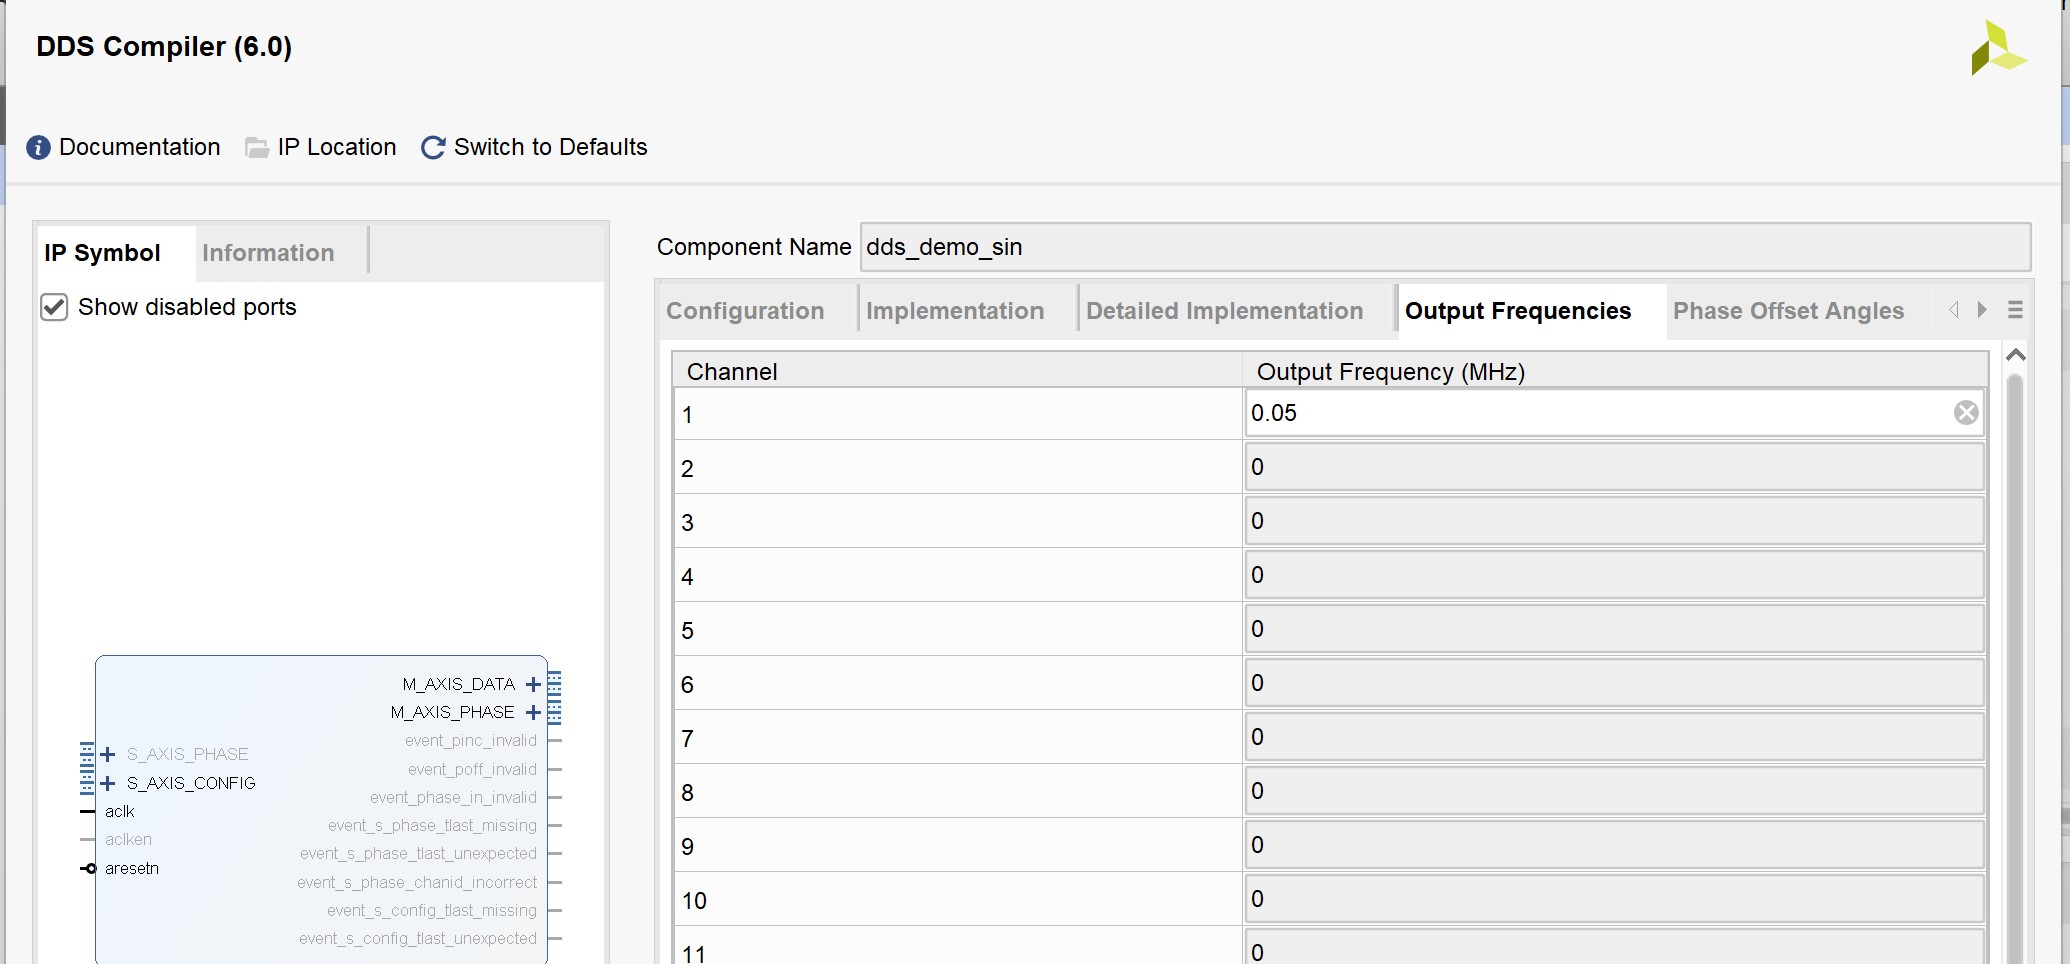 DDS Compiler (6.0)
Documentation
IP Location
Switch to Defaults
IP Symbol
Information
Show disabled ports
M_AXIS_DATA
M_AXIS_PHASE
event_pinc_invalid
S_AXIS_PHASE
event_poff_invalid
S_AXIS_CONFIG
event_phase_in_invalid
aclk
event_s_phase_tlast_missing
aclken
event_s_phase_tlast_unexpected
aresetn
event_s_phase_chanid_incorrect
event_s_config_tlast_missing
event_s_config_tlast_unexpected
Component Name dds_demo_sin
Configuration
Implementation
Detailed Implementation
Output Frequencies
Phase Offset Angles
Channel Output Frequency (MHz)
1 0.05
2 0
3 0
4 0
5 0
6 0
7 0
8 0
9 0
10 0
11 0